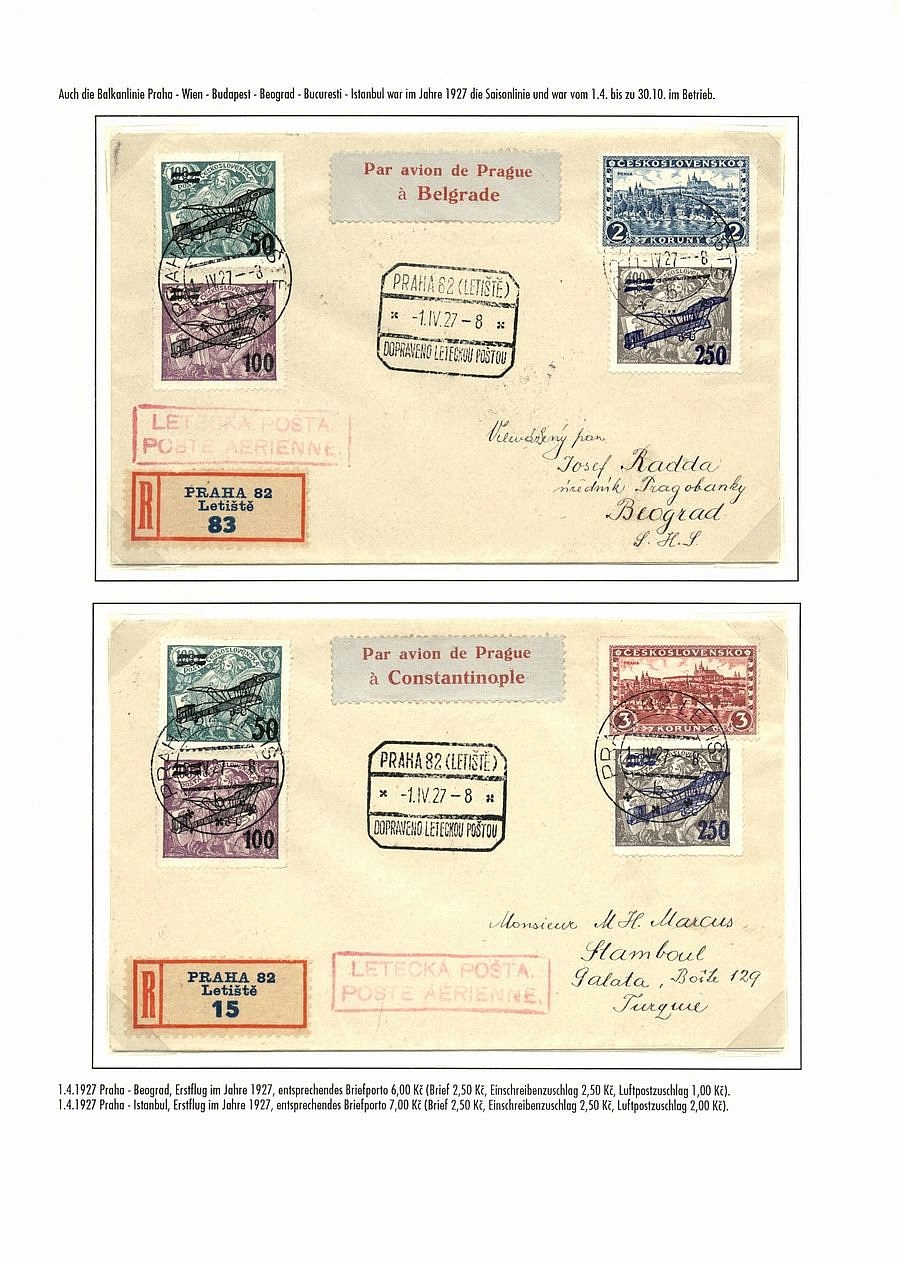 Auch die Balkanlinie Praha - Wien - Budapest - Beograd - Bucuresti - Istanbul war im Jahre 1927 die Saisonlinie und war vom 1.4. bis zu 30.10. im Betrieb.
Par avion de Prague
à Belgrade
50
100
ČESKOSLOVENSKO
PRAHA
2 2
KORUNY
250
PRAHA 82 (LETIŠTĚ)
* -1.IV.27-8 *
DOPRAVENO LETECKOU POŠTOU
LETECKÁ POŠTA.
POSTE AÉRIENNE.
R
PRAHA 82
Letiště
83
Josef Radda
úředník Pragobanky
Beograd
S. H. S.
Par avion de Prague
à Constantinople
50
100
ČESKOSLOVENSKO
PRAHA
3 3
KORUNY
250
PRAHA 82 (LETIŠTĚ)
* -1.IV.27-8 *
DOPRAVENO LETECKOU POŠTOU
Monsieur M. H. Marcus
Stamboul
Galata, Boîte 129
Turquie
LETECKÁ POŠTA.
POSTE AÉRIENNE.
R
PRAHA 82
Letiště
15
1.4.1927 Praha - Beograd, Erstflug im Jahre 1927, entsprechendes Briefporto 6,00 Kč (Brief 2,50 Kč, Einschreibenzuschlag 2,50 Kč, Luftpostzuschlag 1,00 Kč).
1.4.1927 Praha - Istanbul, Erstflug im Jahre 1927, entsprechendes Briefporto 7,00 Kč (Brief 2,50 Kč, Einschreibenzuschlag 2,50 Kč, Luftpostzuschlag 2,00 Kč).